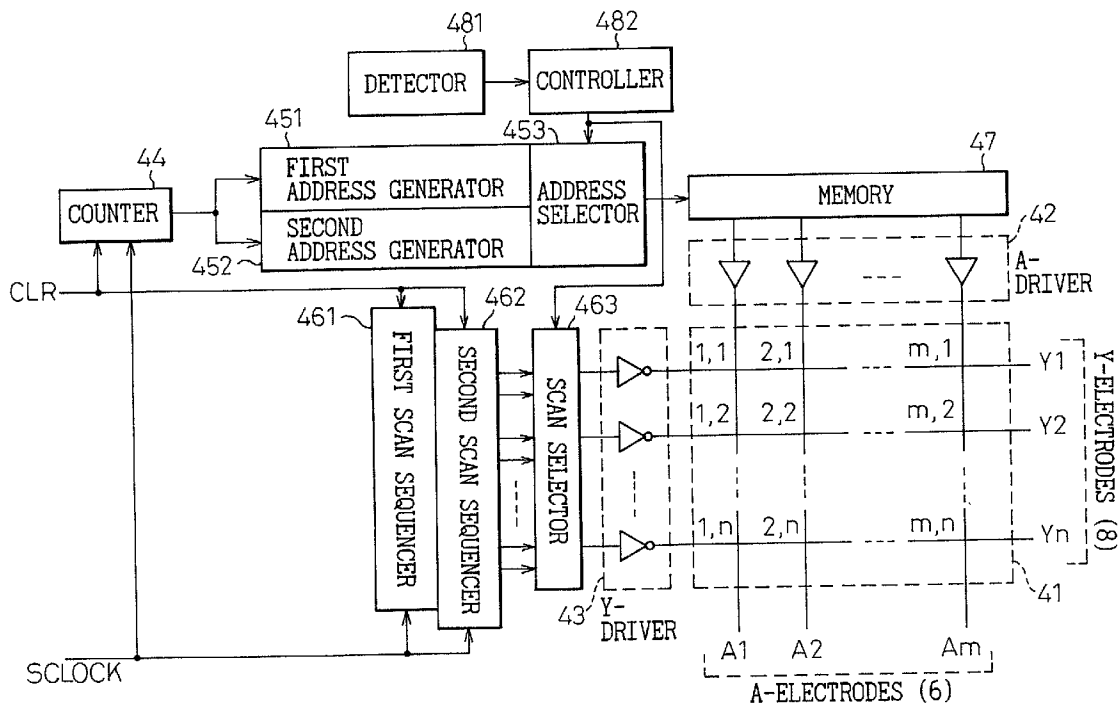 481
482
DETECTOR
CONTROLLER
451
453
44
47
FIRST
ADDRESS GENERATOR
ADDRESS
SELECTOR
MEMORY
COUNTER
SECOND
ADDRESS GENERATOR
452
42
A-
DRIVER
CLR
461
462
463
FIRST SCAN SEQUENCER
SECOND SCAN SEQUENCER
SCAN SELECTOR
1,1
2,1
m,1
Y1
1,2
2,2
m,2
Y2
1,n
2,n
m,n
Yn
Y-ELECTRODES (8)
43
Y-
DRIVER
41
SCLOCK
A1
A2
Am
A-ELECTRODES (6)